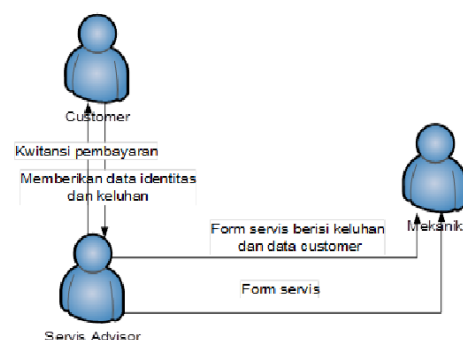 Customer
Kwitansi pembayaran
Memberikan data identitas
dan keluhan
Mekanik
Form servis berisi keluhan
dan data customer
Form servis
Servis Advisor